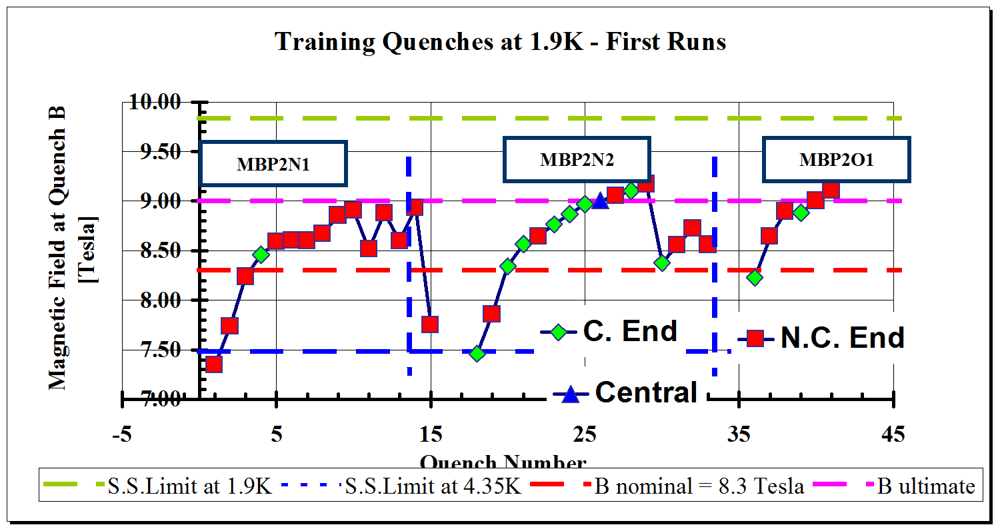 Training Quenches at 1.9K - First Runs
Magnetic Field at Quench B
[Tesla]
10.00
9.50
9.00
8.50
8.00
7.50
7.00
MBP2N1
MBP2N2
MBP2O1
C. End
N.C. End
Central
-5
5
15
25
35
45
Quench Number
S.S.Limit at 1.9K
S.S.Limit at 4.35K
B nominal = 8.3 Tesla
B ultimate